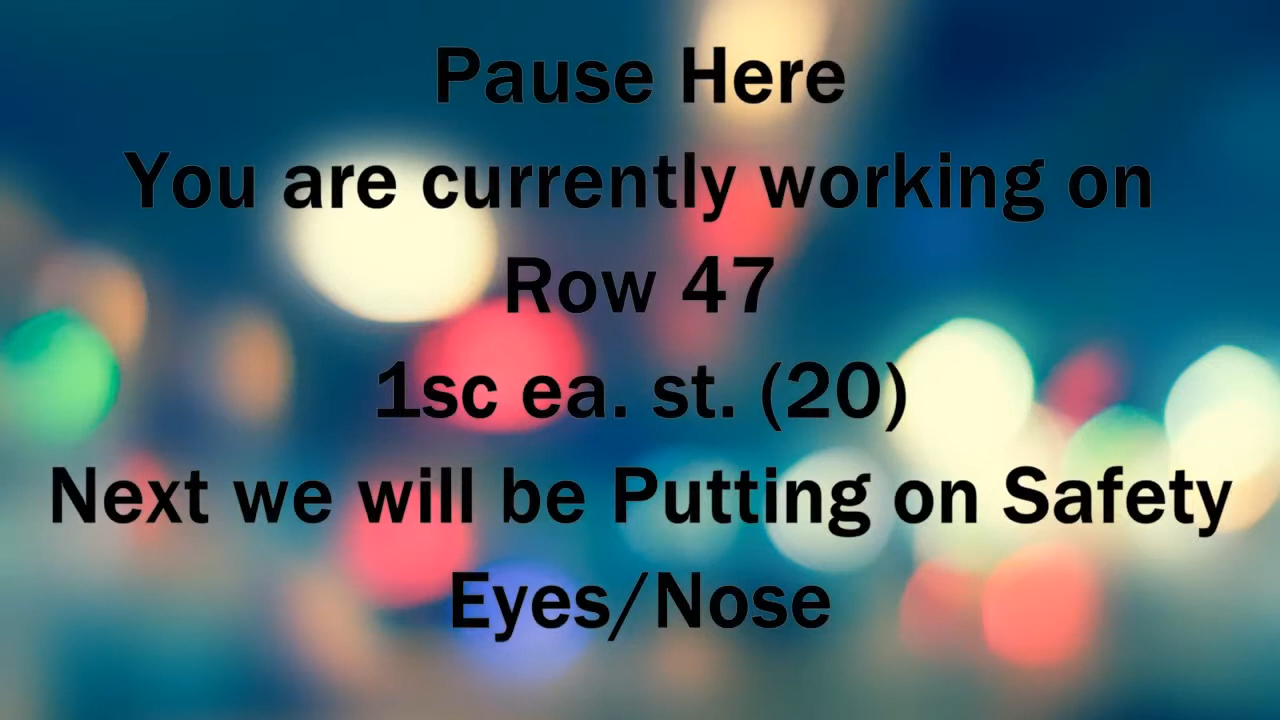 Pause Here
You are currently working on
Row 47
1sc ea. st. (20)
Next we will be Putting on Safety
Eyes/Nose